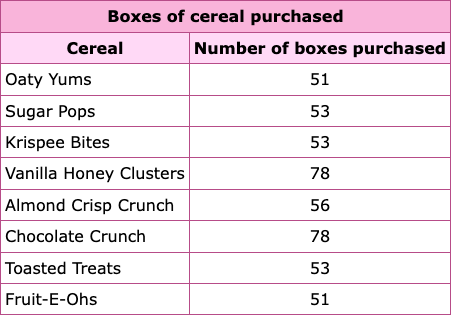 Boxes of cereal purchased
Cereal Number of boxes purchased
Oaty Yums 51
Sugar Pops 53
Krispee Bites 53
Vanilla Honey Clusters 78
Almond Crisp Crunch 56
Chocolate Crunch 78
Toasted Treats 53
Fruit-E-Ohs 51